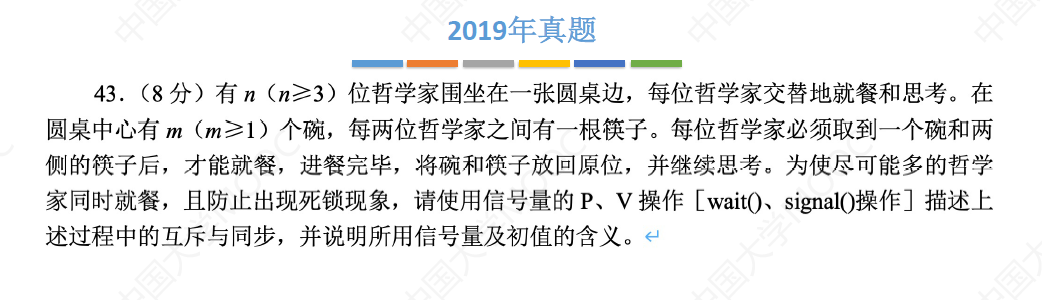 2019年真题
43.（8 分）有 n（n≥3）位哲学家围坐在一张圆桌边，每位哲学家交替地就餐和思考。在
圆桌中心有 m（m≥1）个碗，每两位哲学家之间有一根筷子。每位哲学家必须取到一个碗和两
侧的筷子后，才能就餐，进餐完毕，将碗和筷子放回原位，并继续思考。为使尽可能多的哲学
家同时就餐，且防止出现死锁现象，请使用信号量的 P、V 操作［wait()、signal()操作］描述上
述过程中的互斥与同步，并说明所用信号量及初值的含义。↵